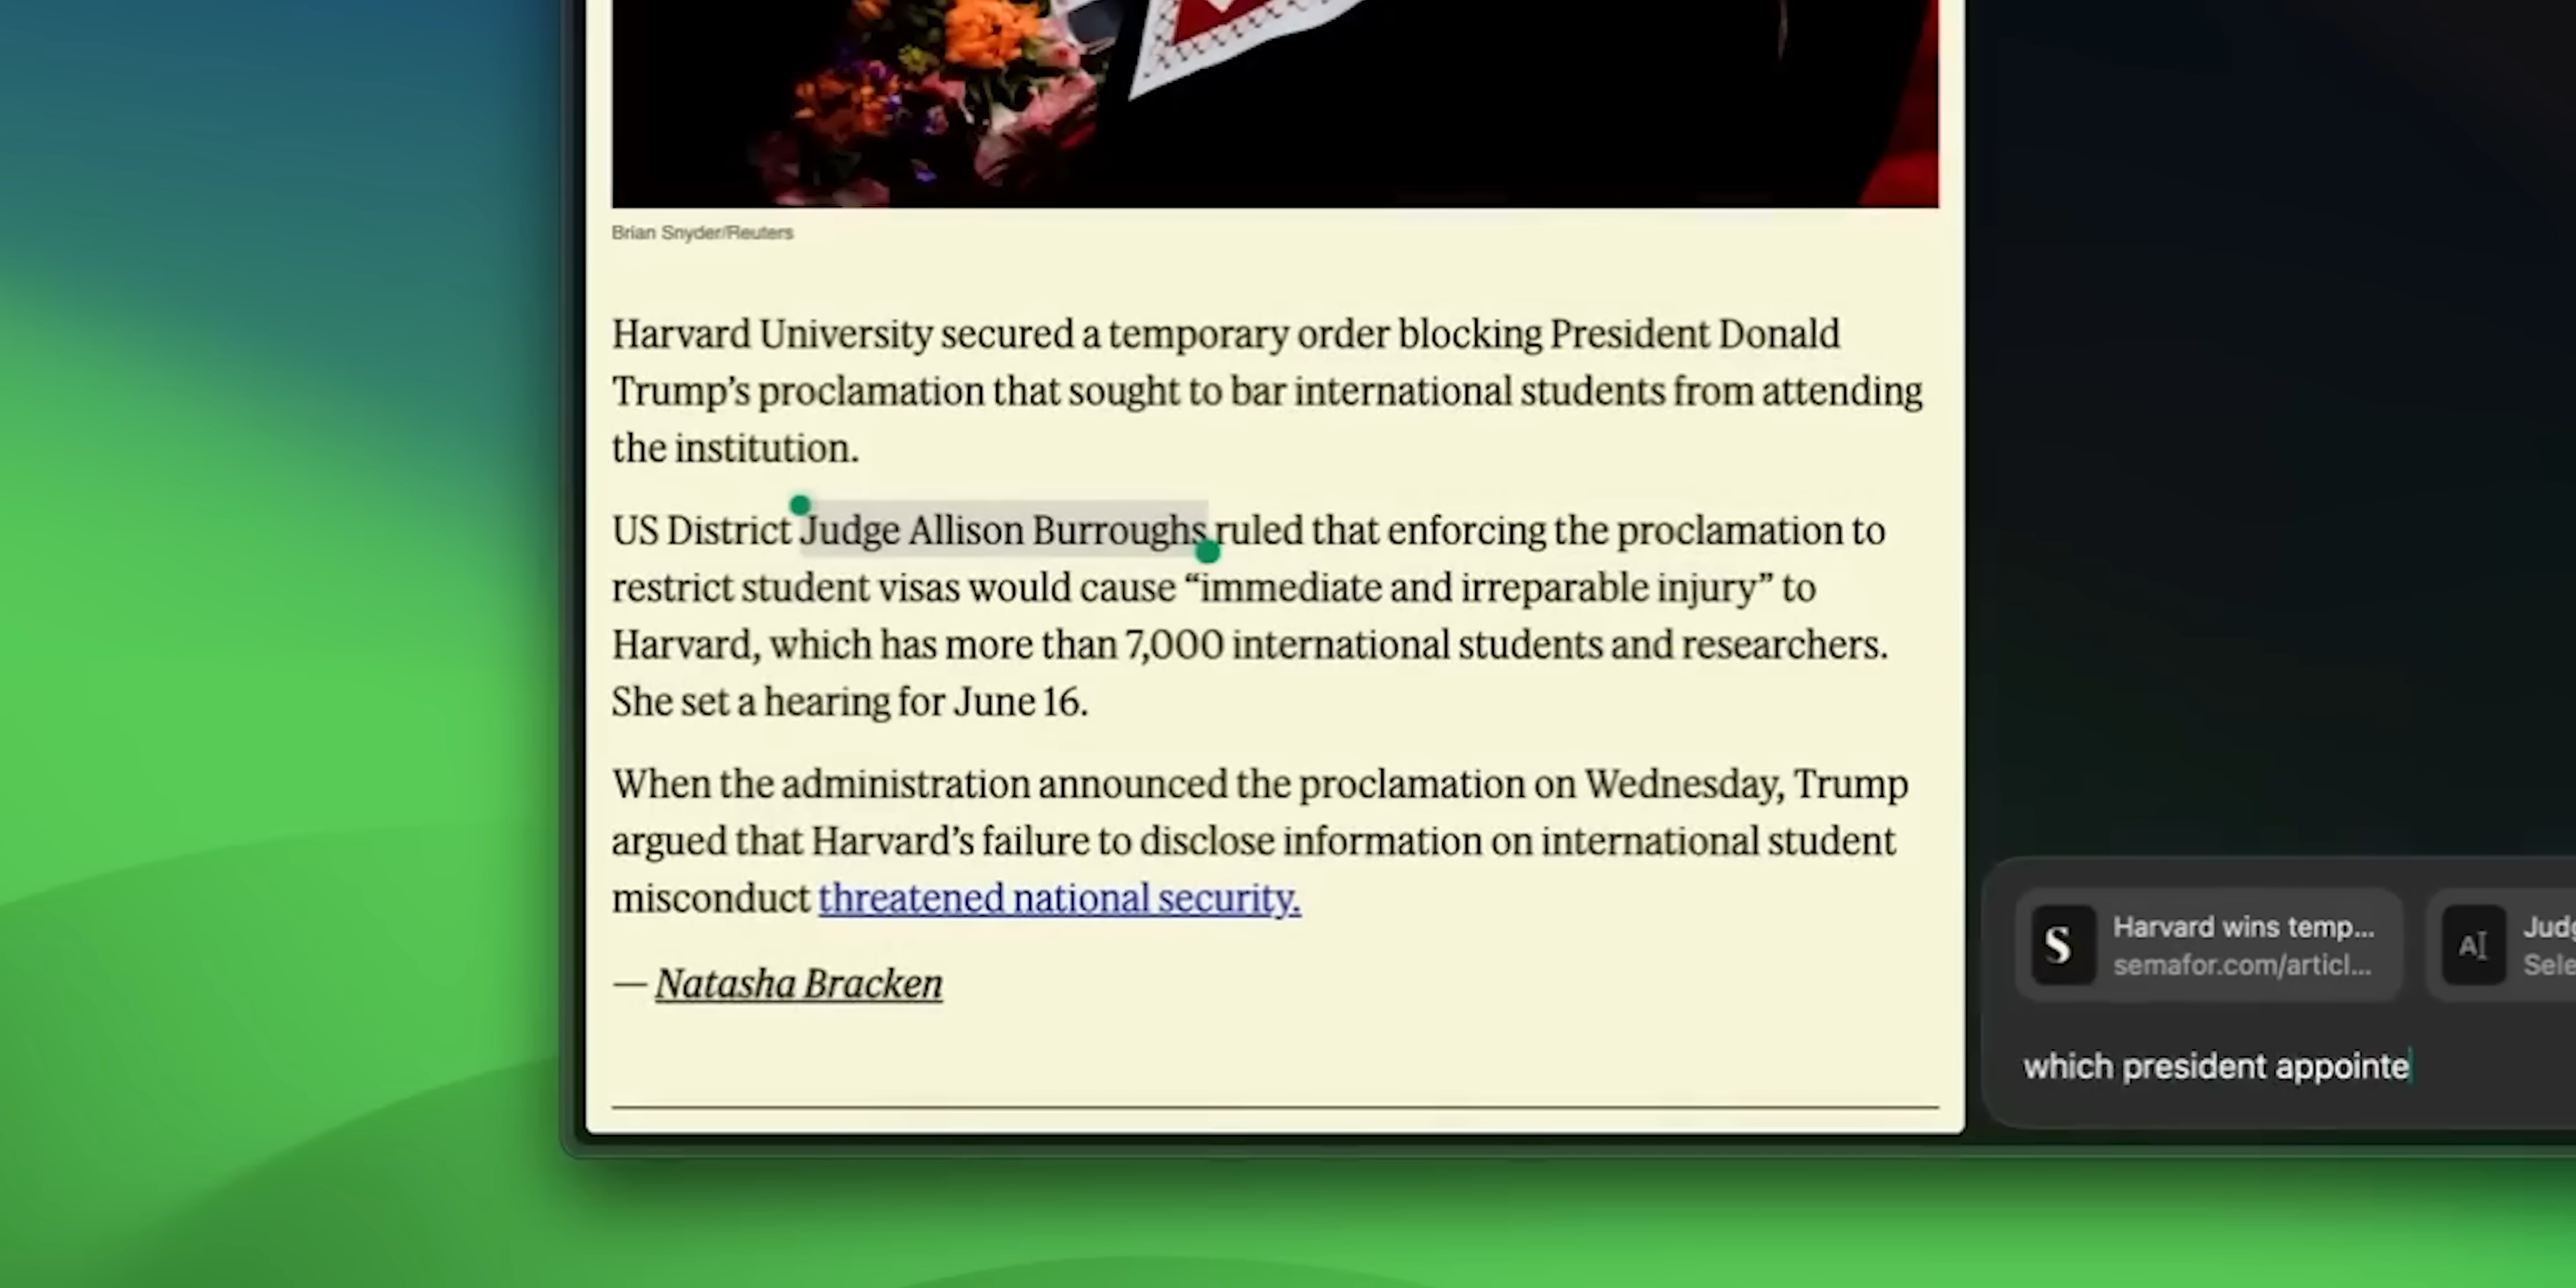 Brian Snyder/Reuters
Harvard University secured a temporary order blocking President Donald
Trump’s proclamation that sought to bar international students from attending
the institution.
US District Judge Allison Burroughs ruled that enforcing the proclamation to
restrict student visas would cause “immediate and irreparable injury” to
Harvard, which has more than 7,000 international students and researchers.
She set a hearing for June 16.
When the administration announced the proclamation on Wednesday, Trump
argued that Harvard’s failure to disclose information on international student
misconduct threatened national security.
— Natasha Bracken
S
Harvard wins temp...
semafor.com/articl...
AI
Judg
Sele
which president appointe